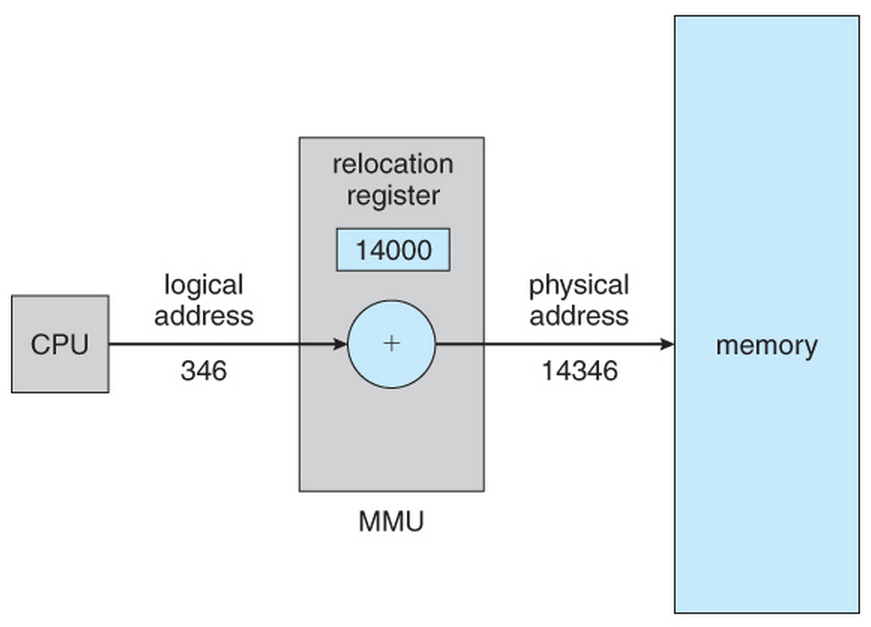 relocation
register
14000
logical
address
physical
address
CPU
+
memory
346
14346
MMU